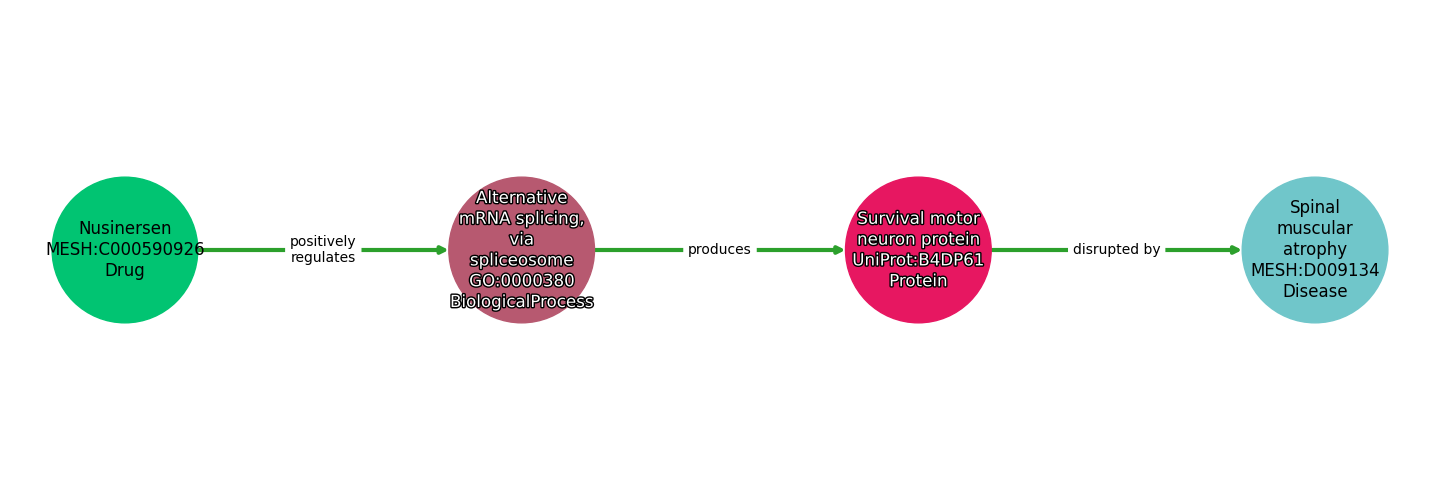 Nusinersen
MESH:C000590926
Drug
positively
regulates
Alternative
mRNA splicing,
via
spliceosome
GO:0000380
BiologicalProcess
produces
Survival motor
neuron protein
UniProt:B4DP61
Protein
disrupted by
Spinal
muscular
atrophy
MESH:D009134
Disease